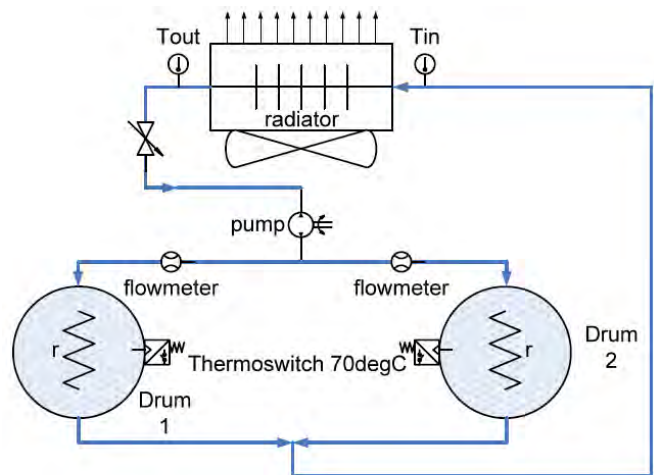 Tout
Tin
radiator
pump
flowmeter
flowmeter
r
Thermoswitch 70degC
r
Drum
2
Drum
1